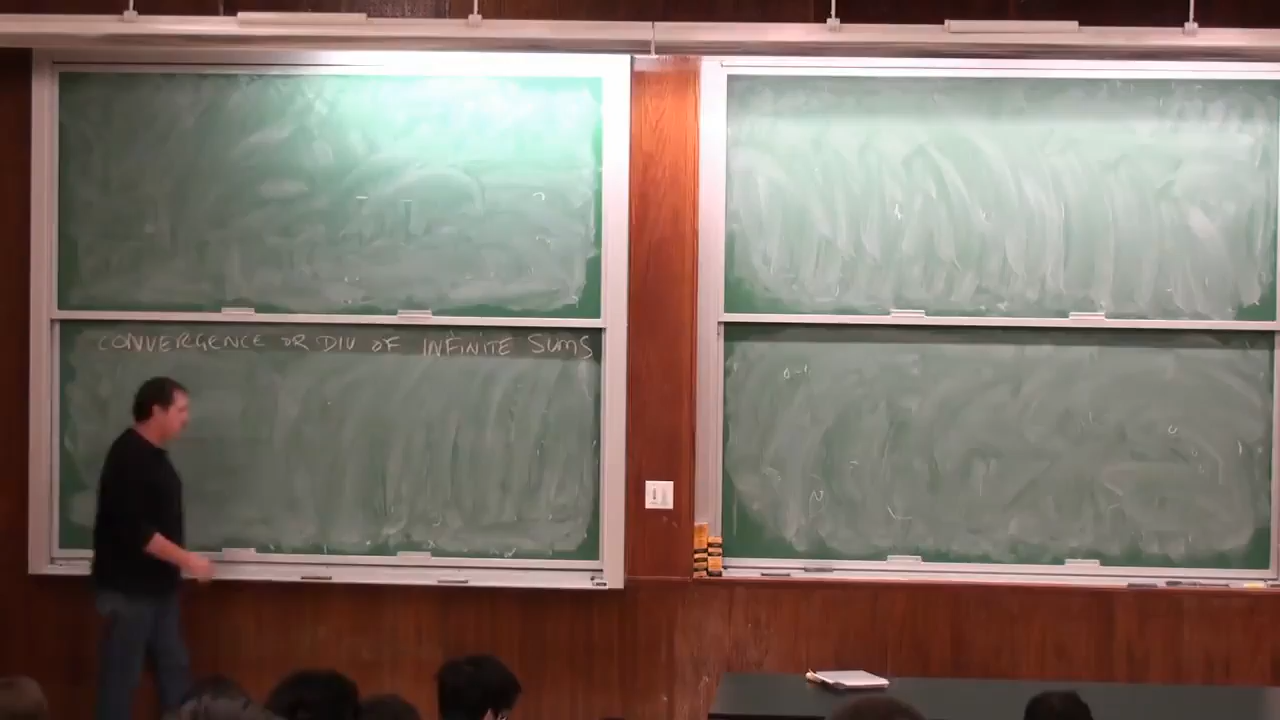 CONVERGENCE OR DIV OF INFINITE SUMS